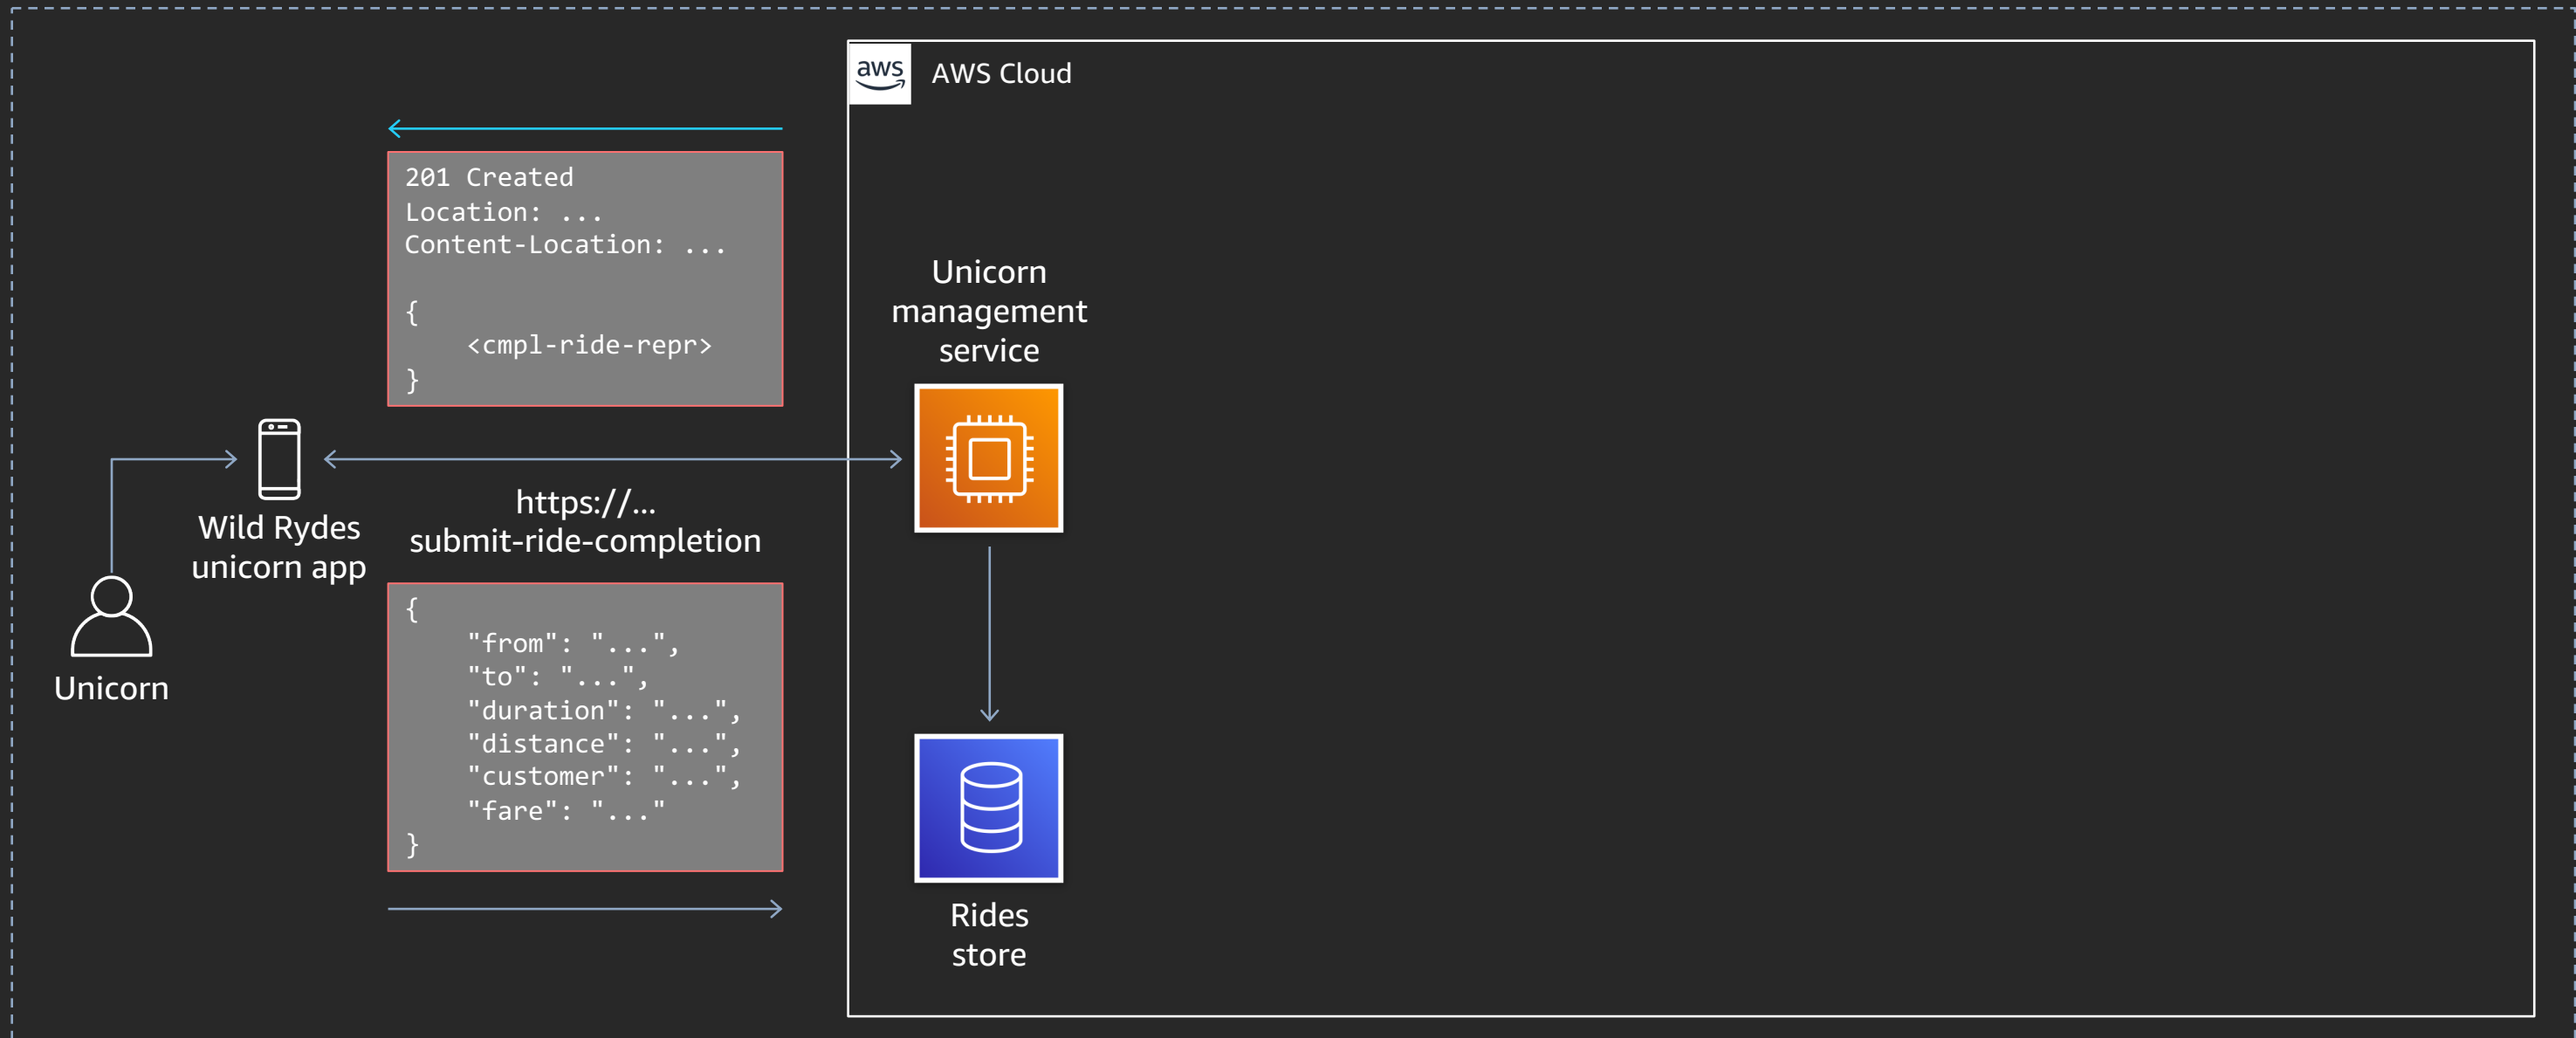 aws
AWS Cloud
201 Created
Location: ...
Content-Location: ...
{
<cmpl-ride-repr>
}
Unicorn
management
service
https://...
submit-ride-completion
Wild Rydes
unicorn app
Unicorn
{
"from": "...",
"to": "...",
"duration": "...",
"distance": "...",
"customer": "...",
"fare": "..."
}
Rides
store